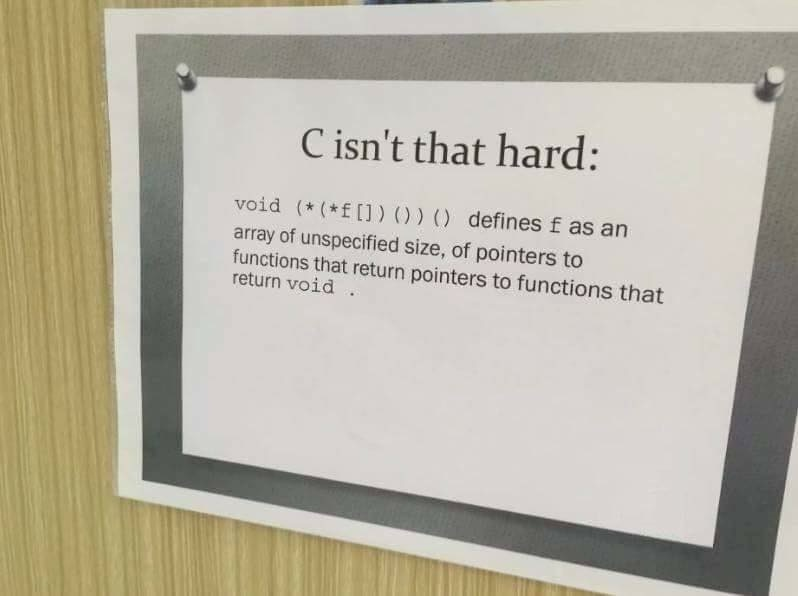 C isn't that hard:
void (*(*f[])())() defines f as an
array of unspecified size, of pointers to
functions that return pointers to functions that
return void .